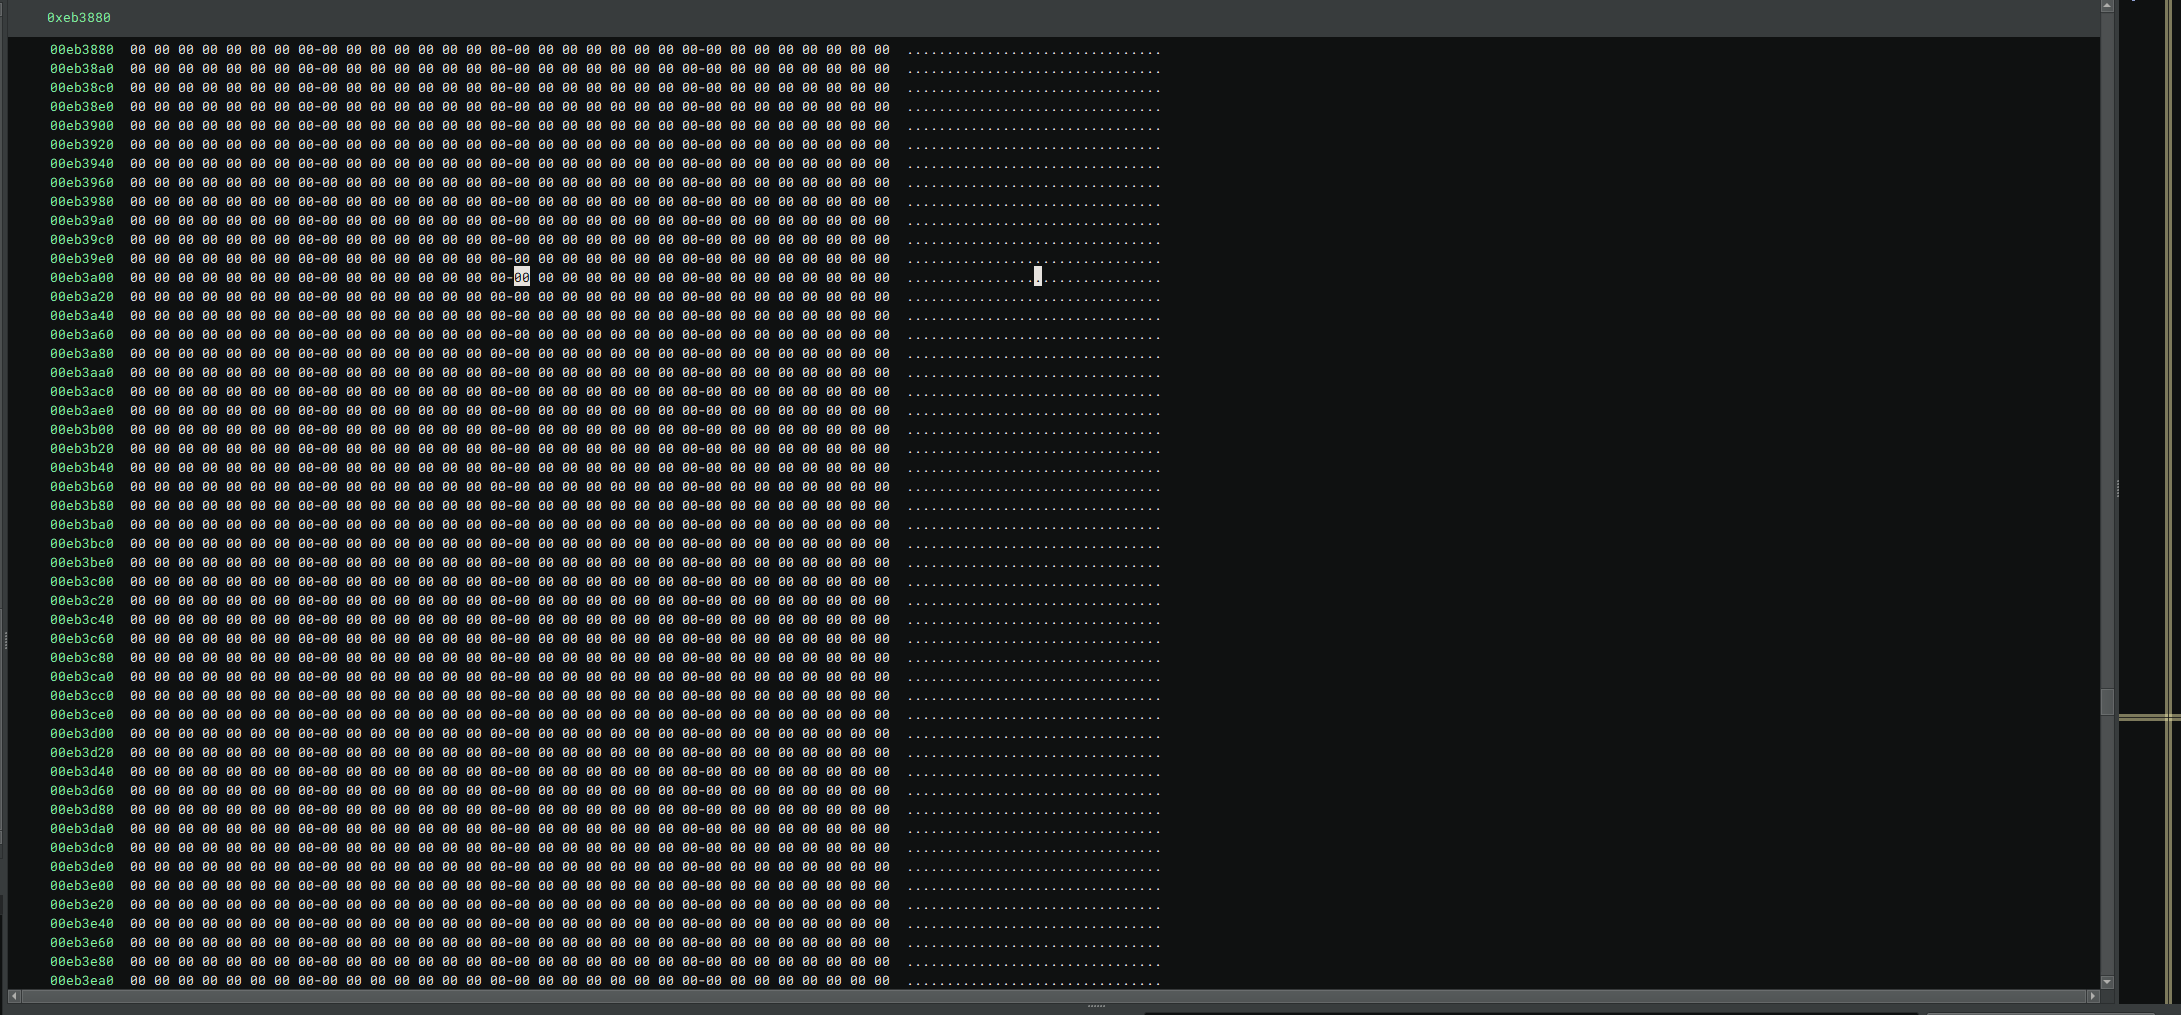 0xeb3880
00eb3880 00 00 00 00 00 00 00 00-00 00 00 00 00 00 00 00-00 00 00 00 00 00 00 00-00 00 00 00 00 00 00 00 ................................
00eb38a0 00 00 00 00 00 00 00 00-00 00 00 00 00 00 00 00-00 00 00 00 00 00 00 00-00 00 00 00 00 00 00 00 ................................
00eb38c0 00 00 00 00 00 00 00 00-00 00 00 00 00 00 00 00-00 00 00 00 00 00 00 00-00 00 00 00 00 00 00 00 ................................
00eb38e0 00 00 00 00 00 00 00 00-00 00 00 00 00 00 00 00-00 00 00 00 00 00 00 00-00 00 00 00 00 00 00 00 ................................
00eb3900 00 00 00 00 00 00 00 00-00 00 00 00 00 00 00 00-00 00 00 00 00 00 00 00-00 00 00 00 00 00 00 00 ................................
00eb3920 00 00 00 00 00 00 00 00-00 00 00 00 00 00 00 00-00 00 00 00 00 00 00 00-00 00 00 00 00 00 00 00 ................................
00eb3940 00 00 00 00 00 00 00 00-00 00 00 00 00 00 00 00-00 00 00 00 00 00 00 00-00 00 00 00 00 00 00 00 ................................
00eb3960 00 00 00 00 00 00 00 00-00 00 00 00 00 00 00 00-00 00 00 00 00 00 00 00-00 00 00 00 00 00 00 00 ................................
00eb3980 00 00 00 00 00 00 00 00-00 00 00 00 00 00 00 00-00 00 00 00 00 00 00 00-00 00 00 00 00 00 00 00 ................................
00eb39a0 00 00 00 00 00 00 00 00-00 00 00 00 00 00 00 00-00 00 00 00 00 00 00 00-00 00 00 00 00 00 00 00 ................................
00eb39c0 00 00 00 00 00 00 00 00-00 00 00 00 00 00 00 00-00 00 00 00 00 00 00 00-00 00 00 00 00 00 00 00 ................................
00eb39e0 00 00 00 00 00 00 00 00-00 00 00 00 00 00 00 00-00 00 00 00 00 00 00 00-00 00 00 00 00 00 00 00 ................................
00eb3a00 00 00 00 00 00 00 00 00-00 00 00 00 00 00 00 00-00 00 00 00 00 00 00 00-00 00 00 00 00 00 00 00 ................................
00eb3a20 00 00 00 00 00 00 00 00-00 00 00 00 00 00 00 00-00 00 00 00 00 00 00 00-00 00 00 00 00 00 00 00 ................................
00eb3a40 00 00 00 00 00 00 00 00-00 00 00 00 00 00 00 00-00 00 00 00 00 00 00 00-00 00 00 00 00 00 00 00 ................................
00eb3a60 00 00 00 00 00 00 00 00-00 00 00 00 00 00 00 00-00 00 00 00 00 00 00 00-00 00 00 00 00 00 00 00 ................................
00eb3a80 00 00 00 00 00 00 00 00-00 00 00 00 00 00 00 00-00 00 00 00 00 00 00 00-00 00 00 00 00 00 00 00 ................................
00eb3aa0 00 00 00 00 00 00 00 00-00 00 00 00 00 00 00 00-00 00 00 00 00 00 00 00-00 00 00 00 00 00 00 00 ................................
00eb3ac0 00 00 00 00 00 00 00 00-00 00 00 00 00 00 00 00-00 00 00 00 00 00 00 00-00 00 00 00 00 00 00 00 ................................
00eb3ae0 00 00 00 00 00 00 00 00-00 00 00 00 00 00 00 00-00 00 00 00 00 00 00 00-00 00 00 00 00 00 00 00 ................................
00eb3b00 00 00 00 00 00 00 00 00-00 00 00 00 00 00 00 00-00 00 00 00 00 00 00 00-00 00 00 00 00 00 00 00 ................................
00eb3b20 00 00 00 00 00 00 00 00-00 00 00 00 00 00 00 00-00 00 00 00 00 00 00 00-00 00 00 00 00 00 00 00 ................................
00eb3b40 00 00 00 00 00 00 00 00-00 00 00 00 00 00 00 00-00 00 00 00 00 00 00 00-00 00 00 00 00 00 00 00 ................................
00eb3b60 00 00 00 00 00 00 00 00-00 00 00 00 00 00 00 00-00 00 00 00 00 00 00 00-00 00 00 00 00 00 00 00 ................................
00eb3b80 00 00 00 00 00 00 00 00-00 00 00 00 00 00 00 00-00 00 00 00 00 00 00 00-00 00 00 00 00 00 00 00 ................................
00eb3ba0 00 00 00 00 00 00 00 00-00 00 00 00 00 00 00 00-00 00 00 00 00 00 00 00-00 00 00 00 00 00 00 00 ................................
00eb3bc0 00 00 00 00 00 00 00 00-00 00 00 00 00 00 00 00-00 00 00 00 00 00 00 00-00 00 00 00 00 00 00 00 ................................
00eb3be0 00 00 00 00 00 00 00 00-00 00 00 00 00 00 00 00-00 00 00 00 00 00 00 00-00 00 00 00 00 00 00 00 ................................
00eb3c00 00 00 00 00 00 00 00 00-00 00 00 00 00 00 00 00-00 00 00 00 00 00 00 00-00 00 00 00 00 00 00 00 ................................
00eb3c20 00 00 00 00 00 00 00 00-00 00 00 00 00 00 00 00-00 00 00 00 00 00 00 00-00 00 00 00 00 00 00 00 ................................
00eb3c40 00 00 00 00 00 00 00 00-00 00 00 00 00 00 00 00-00 00 00 00 00 00 00 00-00 00 00 00 00 00 00 00 ................................
00eb3c60 00 00 00 00 00 00 00 00-00 00 00 00 00 00 00 00-00 00 00 00 00 00 00 00-00 00 00 00 00 00 00 00 ................................
00eb3c80 00 00 00 00 00 00 00 00-00 00 00 00 00 00 00 00-00 00 00 00 00 00 00 00-00 00 00 00 00 00 00 00 ................................
00eb3ca0 00 00 00 00 00 00 00 00-00 00 00 00 00 00 00 00-00 00 00 00 00 00 00 00-00 00 00 00 00 00 00 00 ................................
00eb3cc0 00 00 00 00 00 00 00 00-00 00 00 00 00 00 00 00-00 00 00 00 00 00 00 00-00 00 00 00 00 00 00 00 ................................
00eb3ce0 00 00 00 00 00 00 00 00-00 00 00 00 00 00 00 00-00 00 00 00 00 00 00 00-00 00 00 00 00 00 00 00 ................................
00eb3d00 00 00 00 00 00 00 00 00-00 00 00 00 00 00 00 00-00 00 00 00 00 00 00 00-00 00 00 00 00 00 00 00 ................................
00eb3d20 00 00 00 00 00 00 00 00-00 00 00 00 00 00 00 00-00 00 00 00 00 00 00 00-00 00 00 00 00 00 00 00 ................................
00eb3d40 00 00 00 00 00 00 00 00-00 00 00 00 00 00 00 00-00 00 00 00 00 00 00 00-00 00 00 00 00 00 00 00 ................................
00eb3d60 00 00 00 00 00 00 00 00-00 00 00 00 00 00 00 00-00 00 00 00 00 00 00 00-00 00 00 00 00 00 00 00 ................................
00eb3d80 00 00 00 00 00 00 00 00-00 00 00 00 00 00 00 00-00 00 00 00 00 00 00 00-00 00 00 00 00 00 00 00 ................................
00eb3da0 00 00 00 00 00 00 00 00-00 00 00 00 00 00 00 00-00 00 00 00 00 00 00 00-00 00 00 00 00 00 00 00 ................................
00eb3dc0 00 00 00 00 00 00 00 00-00 00 00 00 00 00 00 00-00 00 00 00 00 00 00 00-00 00 00 00 00 00 00 00 ................................
00eb3de0 00 00 00 00 00 00 00 00-00 00 00 00 00 00 00 00-00 00 00 00 00 00 00 00-00 00 00 00 00 00 00 00 ................................
00eb3e00 00 00 00 00 00 00 00 00-00 00 00 00 00 00 00 00-00 00 00 00 00 00 00 00-00 00 00 00 00 00 00 00 ................................
00eb3e20 00 00 00 00 00 00 00 00-00 00 00 00 00 00 00 00-00 00 00 00 00 00 00 00-00 00 00 00 00 00 00 00 ................................
00eb3e40 00 00 00 00 00 00 00 00-00 00 00 00 00 00 00 00-00 00 00 00 00 00 00 00-00 00 00 00 00 00 00 00 ................................
00eb3e60 00 00 00 00 00 00 00 00-00 00 00 00 00 00 00 00-00 00 00 00 00 00 00 00-00 00 00 00 00 00 00 00 ................................
00eb3e80 00 00 00 00 00 00 00 00-00 00 00 00 00 00 00 00-00 00 00 00 00 00 00 00-00 00 00 00 00 00 00 00 ................................
00eb3ea0 00 00 00 00 00 00 00 00-00 00 00 00 00 00 00 00-00 00 00 00 00 00 00 00-00 00 00 00 00 00 00 00 ................................